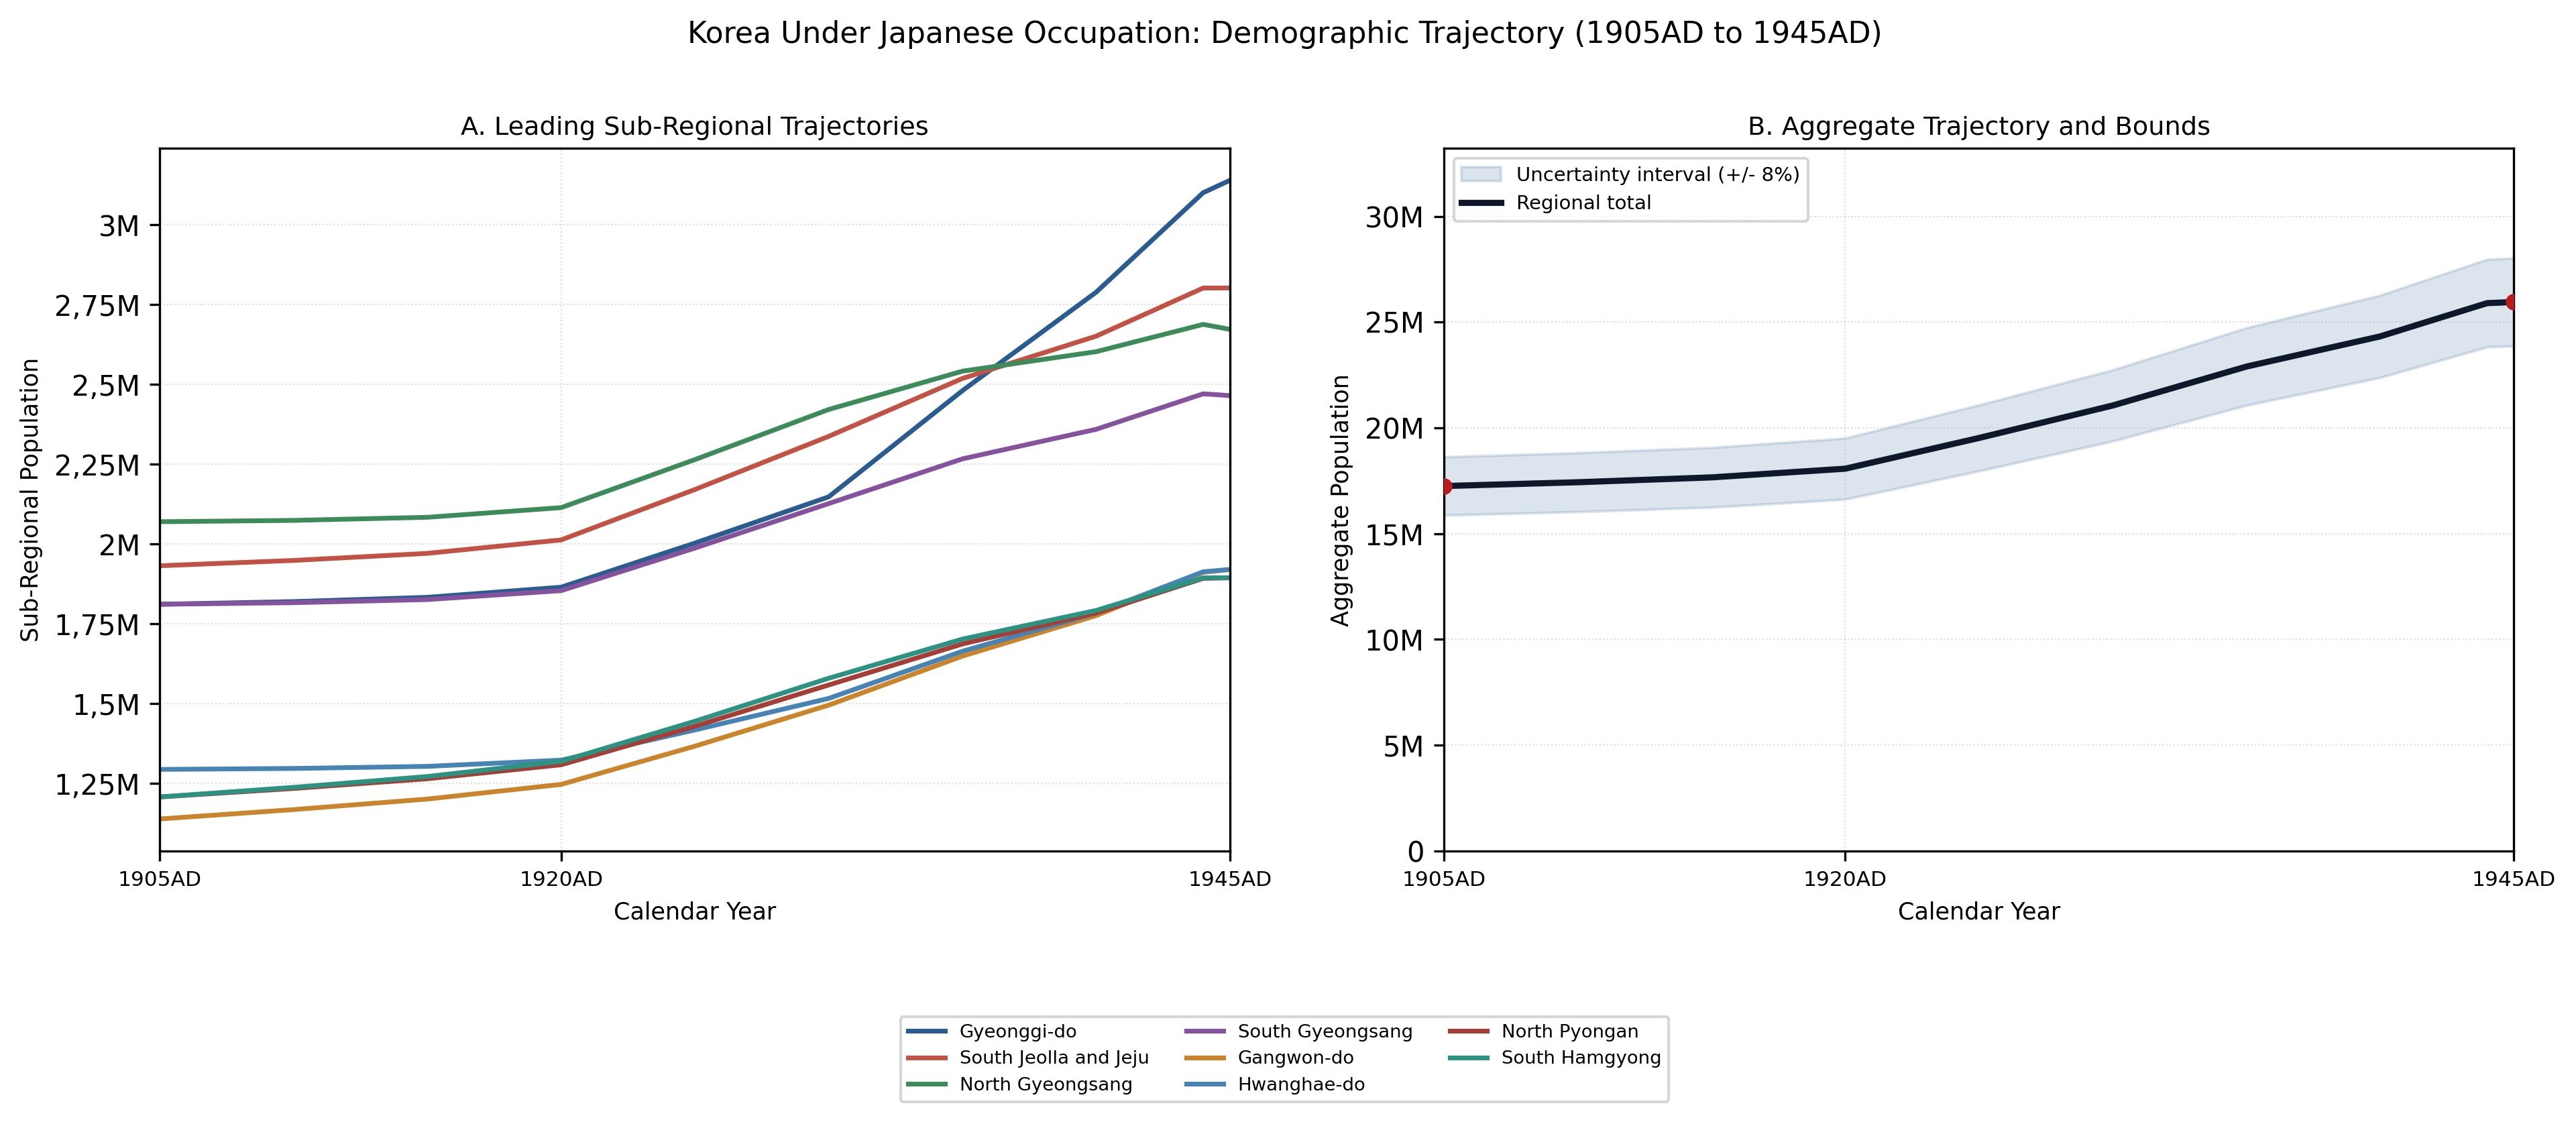 Korea Under Japanese Occupation: Demographic Trajectory (1905AD to 1945AD)
A. Leading Sub-Regional Trajectories
Sub-Regional Population
3M
2,75M
2,5M
2,25M
2M
1,75M
1,5M
1,25M
1905AD
1920AD
1945AD
Calendar Year
B. Aggregate Trajectory and Bounds
Uncertainty interval (+/- 8%)
Regional total
Aggregate Population
30M
25M
20M
15M
10M
5M
0
1905AD
1920AD
1945AD
Calendar Year
Gyeonggi-do
South Jeolla and Jeju
North Gyeongsang
South Gyeongsang
Gangwon-do
Hwanghae-do
North Pyongan
South Hamgyong